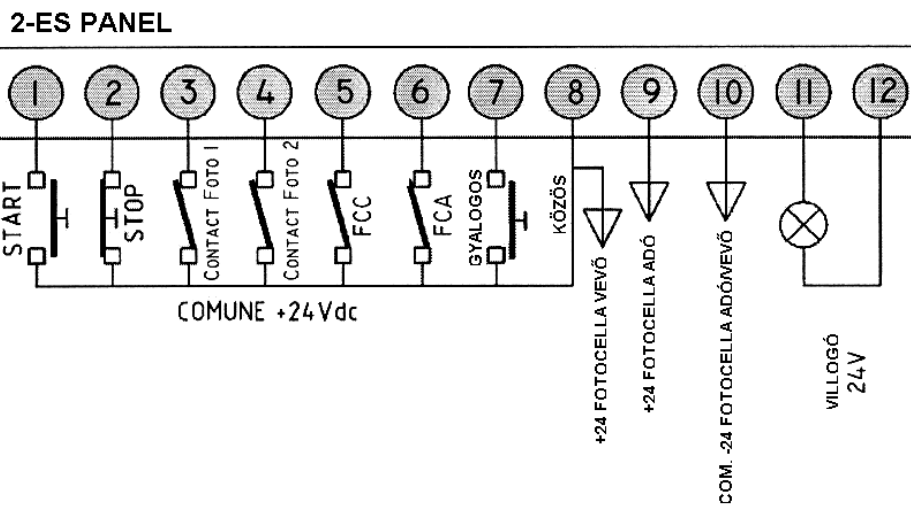 2-ES PANEL
1 2 3 4 5 6 7 8 9 10 11 12
START
STOP
CONTACT FOTO 1
CONTACT FOTO 2
FCC
FCA
GYALOGOS
KÖZÖS
+24 FOTOCELLA VEVŐ
+24 FOTOCELLA ADÓ
COM. -24 FOTOCELLA ADÓ/VEVŐ
VILLOGÓ
24V
COMUNE +24Vdc